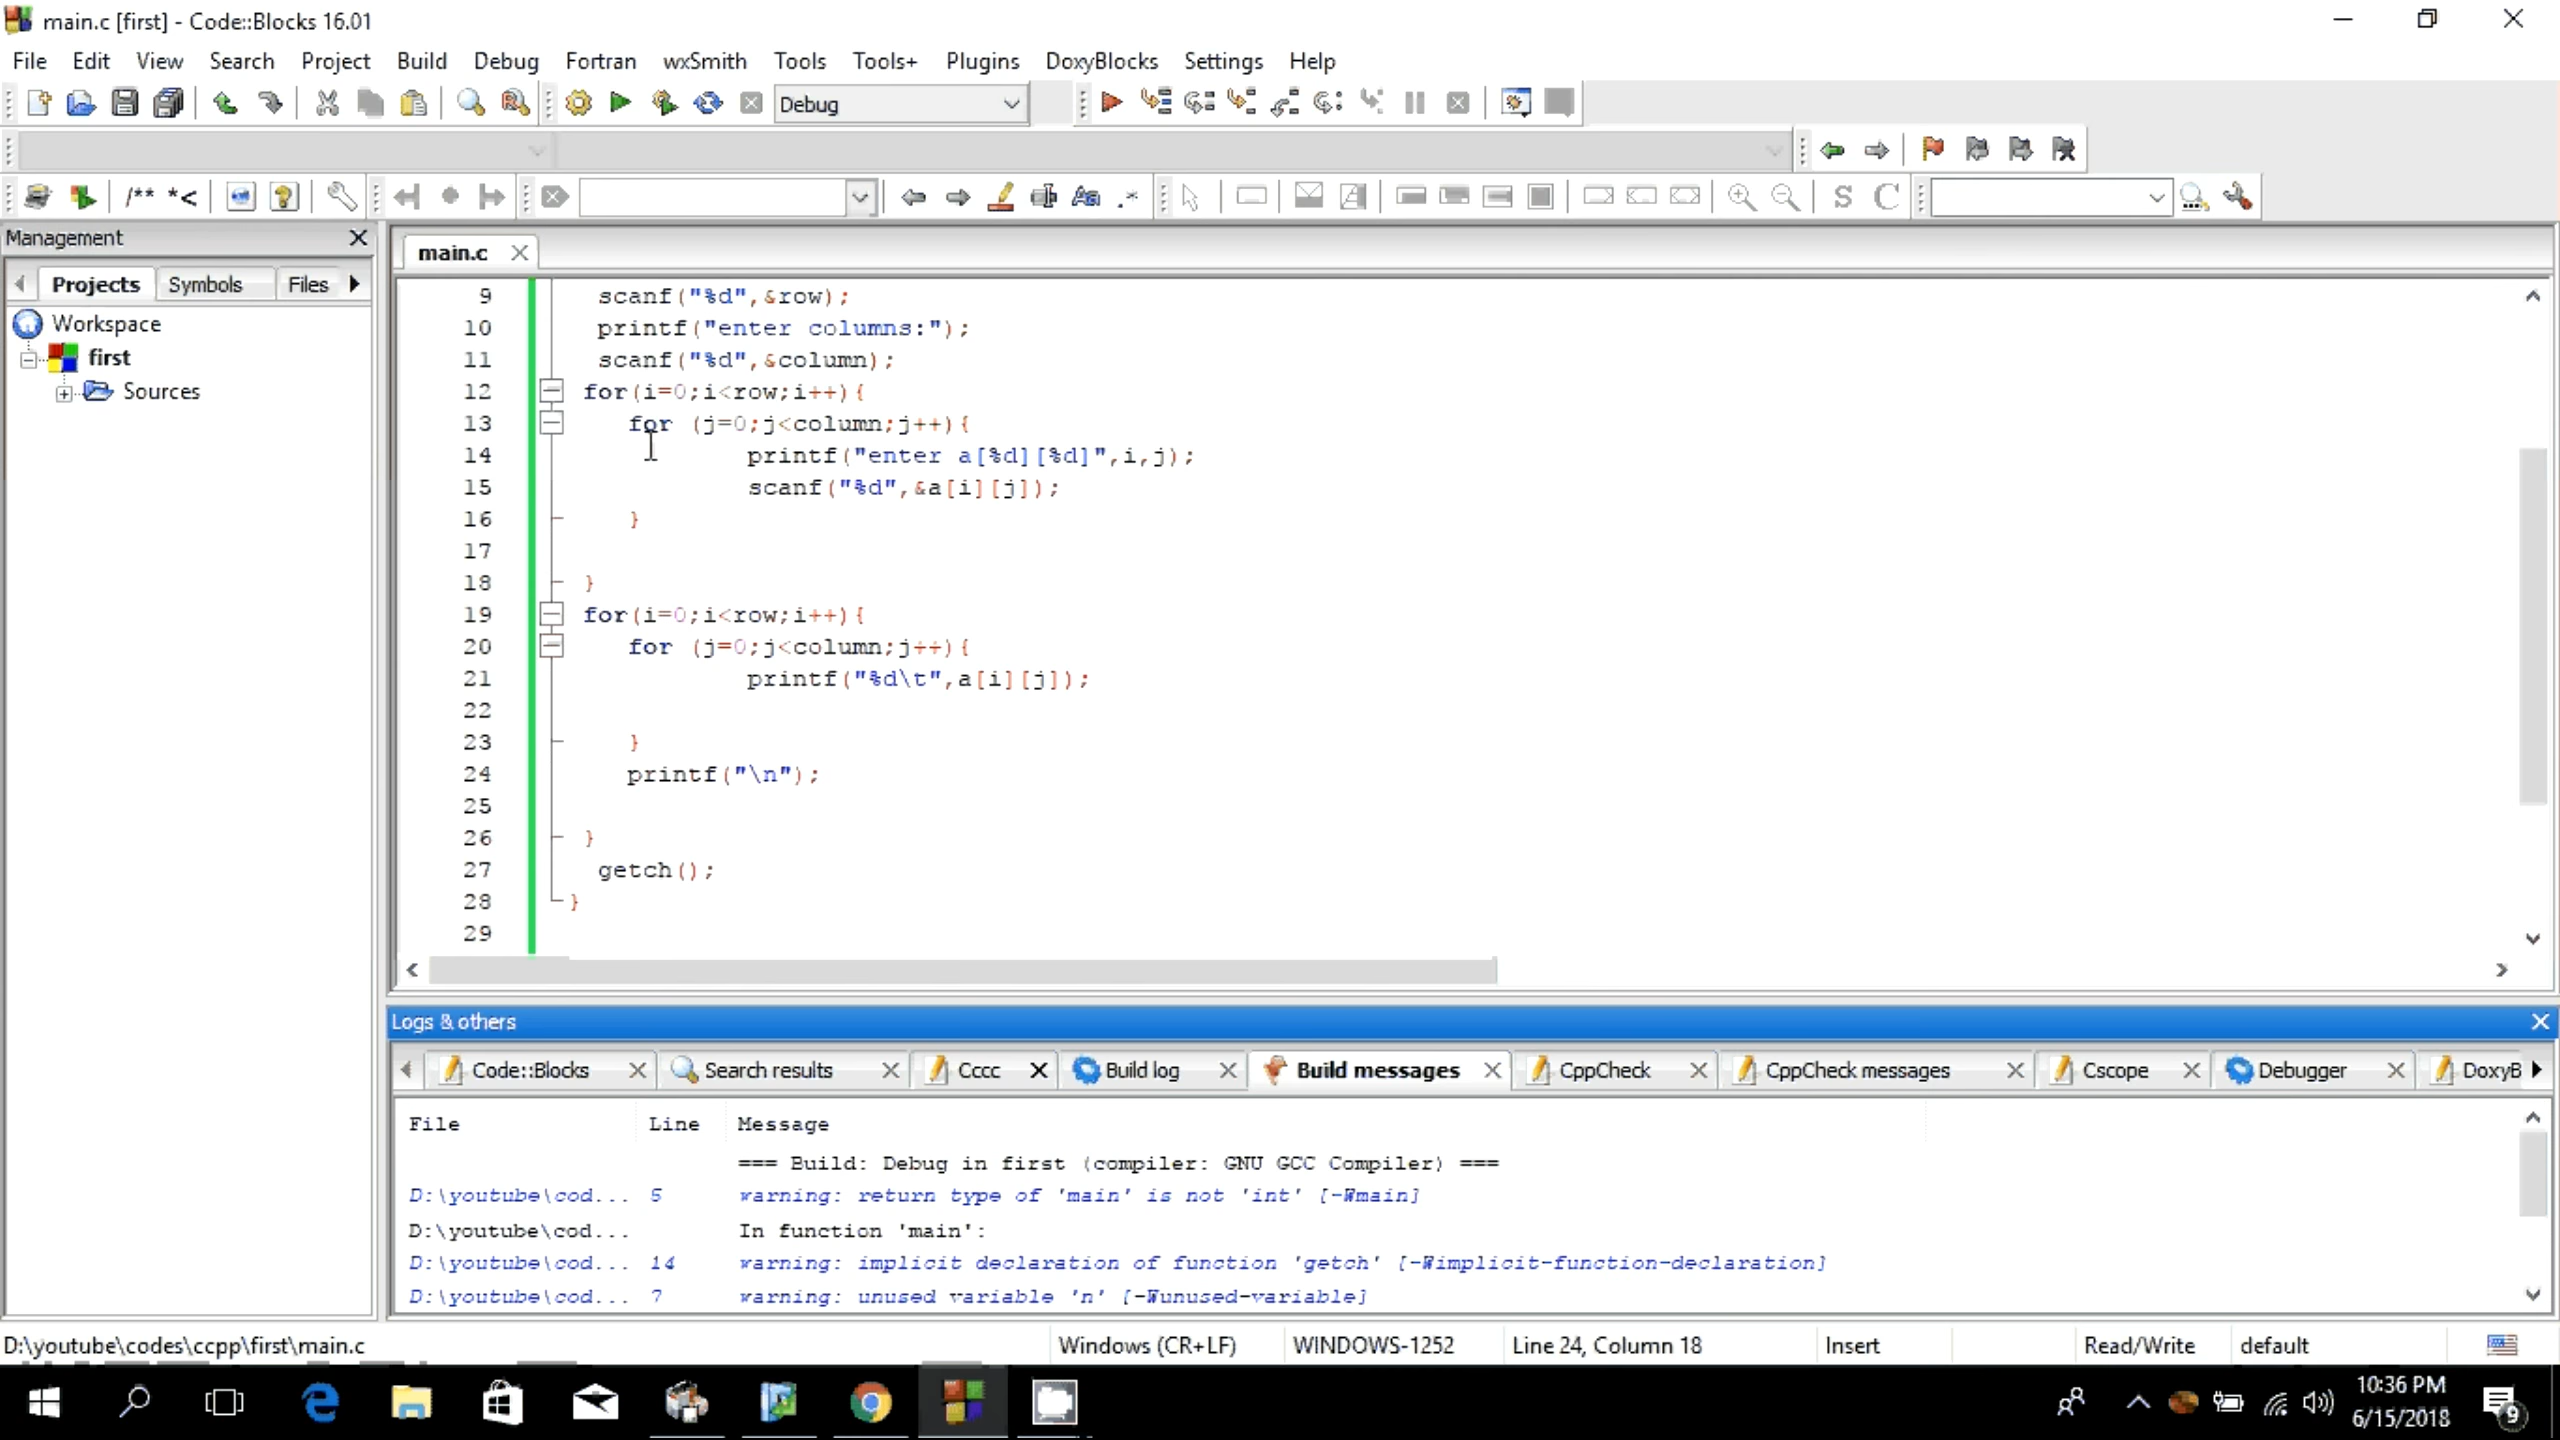 main.c [first] - Code::Blocks 16.01
File Edit View Search Project Build Debug Fortran wxSmith Tools Tools+ Plugins DoxyBlocks Settings Help
Debug
/** *<
S C
Management
Projects Symbols Files
Workspace
first
Sources
main.c
9 scanf("%d",&row);
10 printf("enter columns:");
11 scanf("%d",&column);
12 for(i=0;i<row;i++){
13 for (j=0;j<column;j++){
14 printf("enter a[%d][%d]",i,j);
15 scanf("%d",&a[i][j]);
16 }
17
18 }
19 for(i=0;i<row;i++){
20 for (j=0;j<column;j++){
21 printf("%d\t",a[i][j]);
22
23 }
24 printf("\n");
25
26 }
27 getch();
28 }
29
Logs & others
Code::Blocks Search results Cccc Build log Build messages CppCheck CppCheck messages Cscope Debugger DoxyB
File Line Message
=== Build: Debug in first (compiler: GNU GCC Compiler) ===
D:\youtube\cod... 5 warning: return type of 'main' is not 'int' [-Wmain]
D:\youtube\cod... In function 'main':
D:\youtube\cod... 14 warning: implicit declaration of function 'getch' [-Wimplicit-function-declaration]
D:\youtube\cod... 7 warning: unused variable 'n' [-Wunused-variable]
D:\youtube\codes\ccpp\first\main.c Windows (CR+LF) WINDOWS-1252 Line 24, Column 18 Insert Read/Write default
10:36 PM
6/15/2018
9